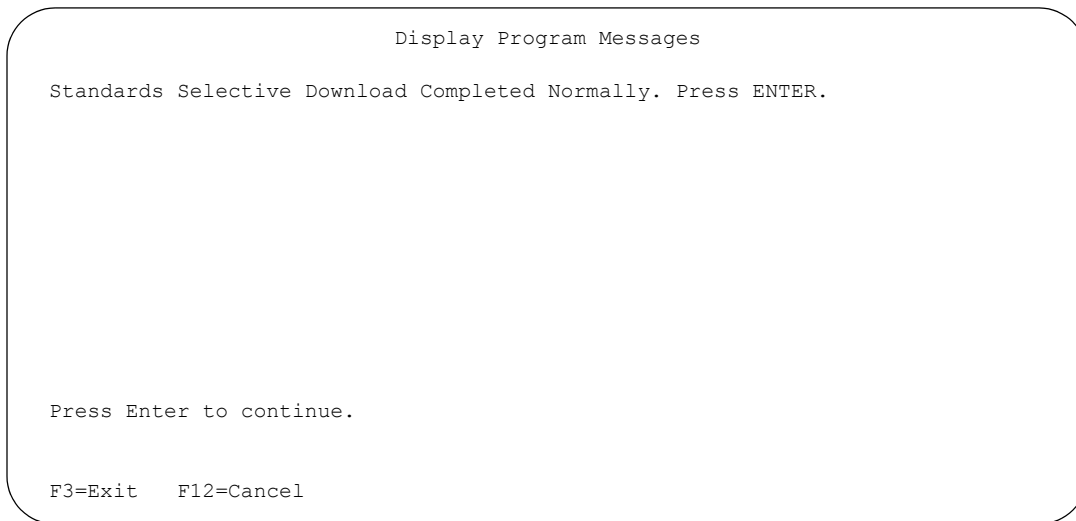 Display Program Messages
Standards Selective Download Completed Normally. Press ENTER.
Press Enter to continue.
F3=Exit   F12=Cancel